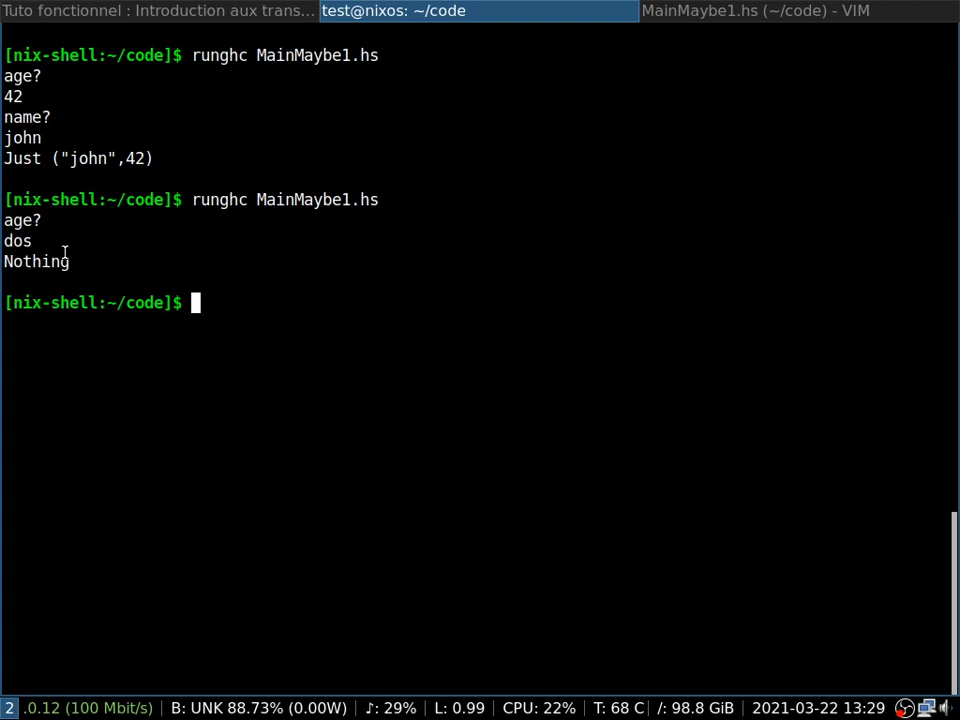 Tuto fonctionnel : Introduction aux trans... test@nixos: ~/code MainMaybe1.hs (~/code) - VIM
[nix-shell:~/code]$ runghc MainMaybe1.hs
age?
42
name?
john
Just ("john",42)
[nix-shell:~/code]$ runghc MainMaybe1.hs
age?
dos
Nothing
[nix-shell:~/code]$
2 .0.12 (100 Mbit/s) | B: UNK 88.73% (0.00W) | ♪: 29% | L: 0.99 | CPU: 22% | T: 68 C | /: 98.8 GiB | 2021-03-22 13:29